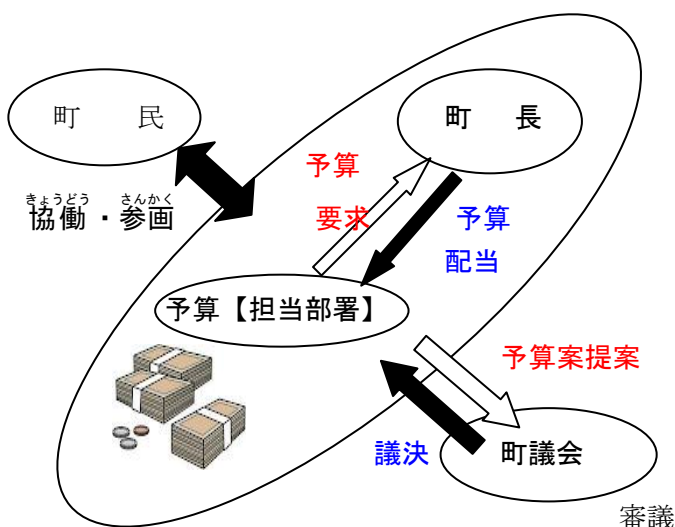 町　　民
町　　長
きょうどう　さんかく
協働・参画
予算
要求
予算
配当
予算【担当部署】
予算案提案
議決
町議会
審議